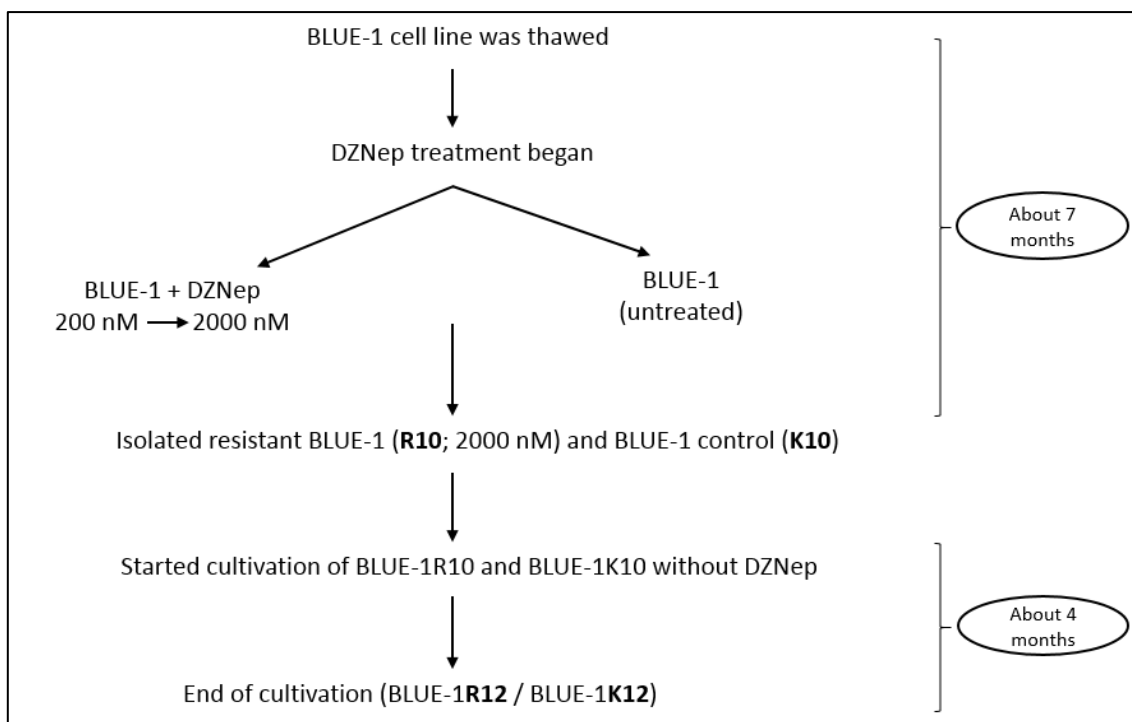 BLUE-1 cell line was thawed
DZNep treatment began
About 7
months
BLUE-1 + DZNep
200 nM → 2000 nM
BLUE-1
(untreated)
Isolated resistant BLUE-1 (R10; 2000 nM) and BLUE-1 control (K10)
Started cultivation of BLUE-1R10 and BLUE-1K10 without DZNep
About 4
months
End of cultivation (BLUE-1R12 / BLUE-1K12)